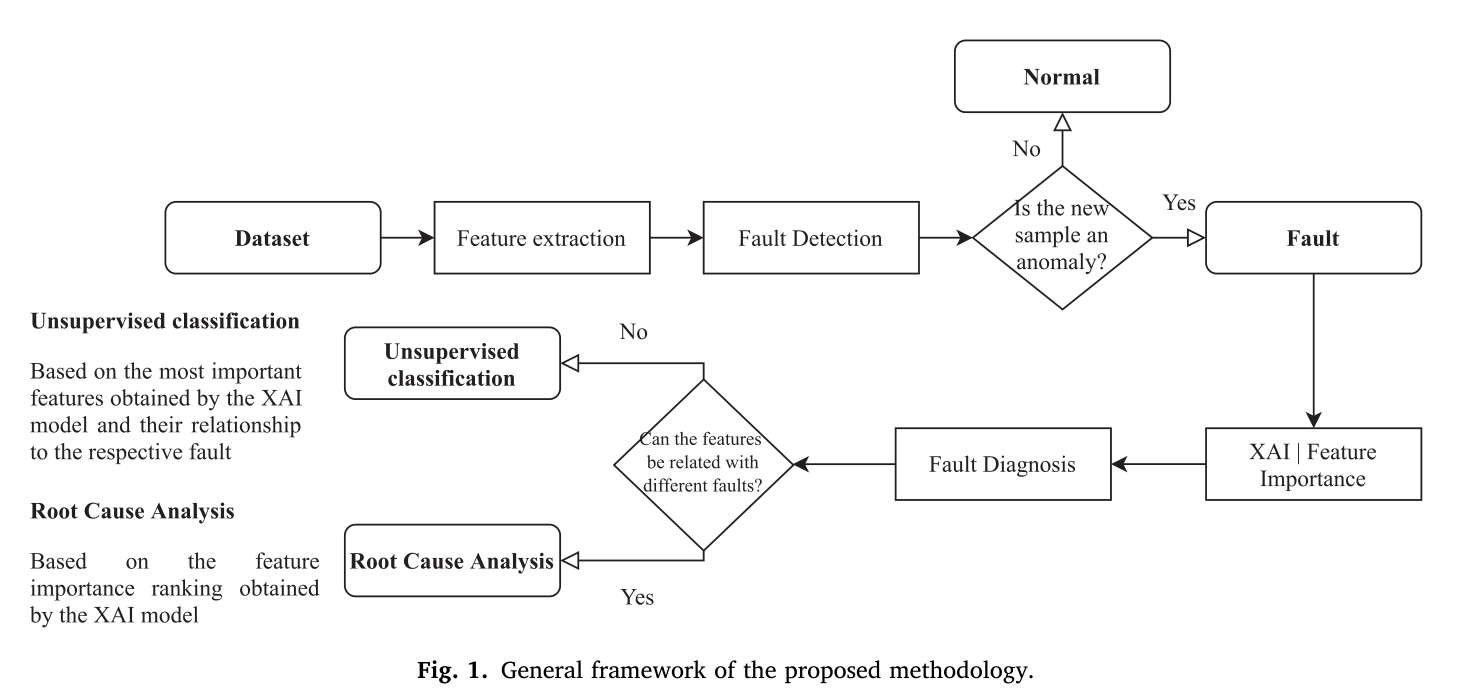 Normal
No
Yes
Dataset
Feature extraction
Fault Detection
Is the new
sample an
anomaly?
Fault
Unsupervised classification
Based on the most important
features obtained by the XAI
model and their relationship
to the respective fault
Root Cause Analysis
Based on the feature
importance ranking obtained
by the XAI model
No
Unsupervised
classification
Can the features
be related with
different faults?
Fault Diagnosis
XAI | Feature
Importance
Root Cause Analysis
Yes
Fig. 1. General framework of the proposed methodology.